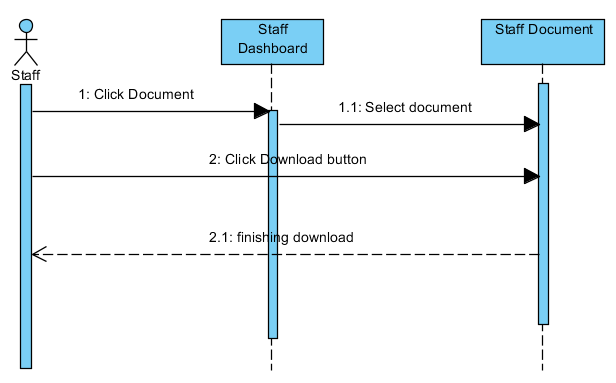 Staff
Dashboard
Staff Document
Staff
1: Click Document
1.1: Select document
2: Click Download button
2.1: finishing download